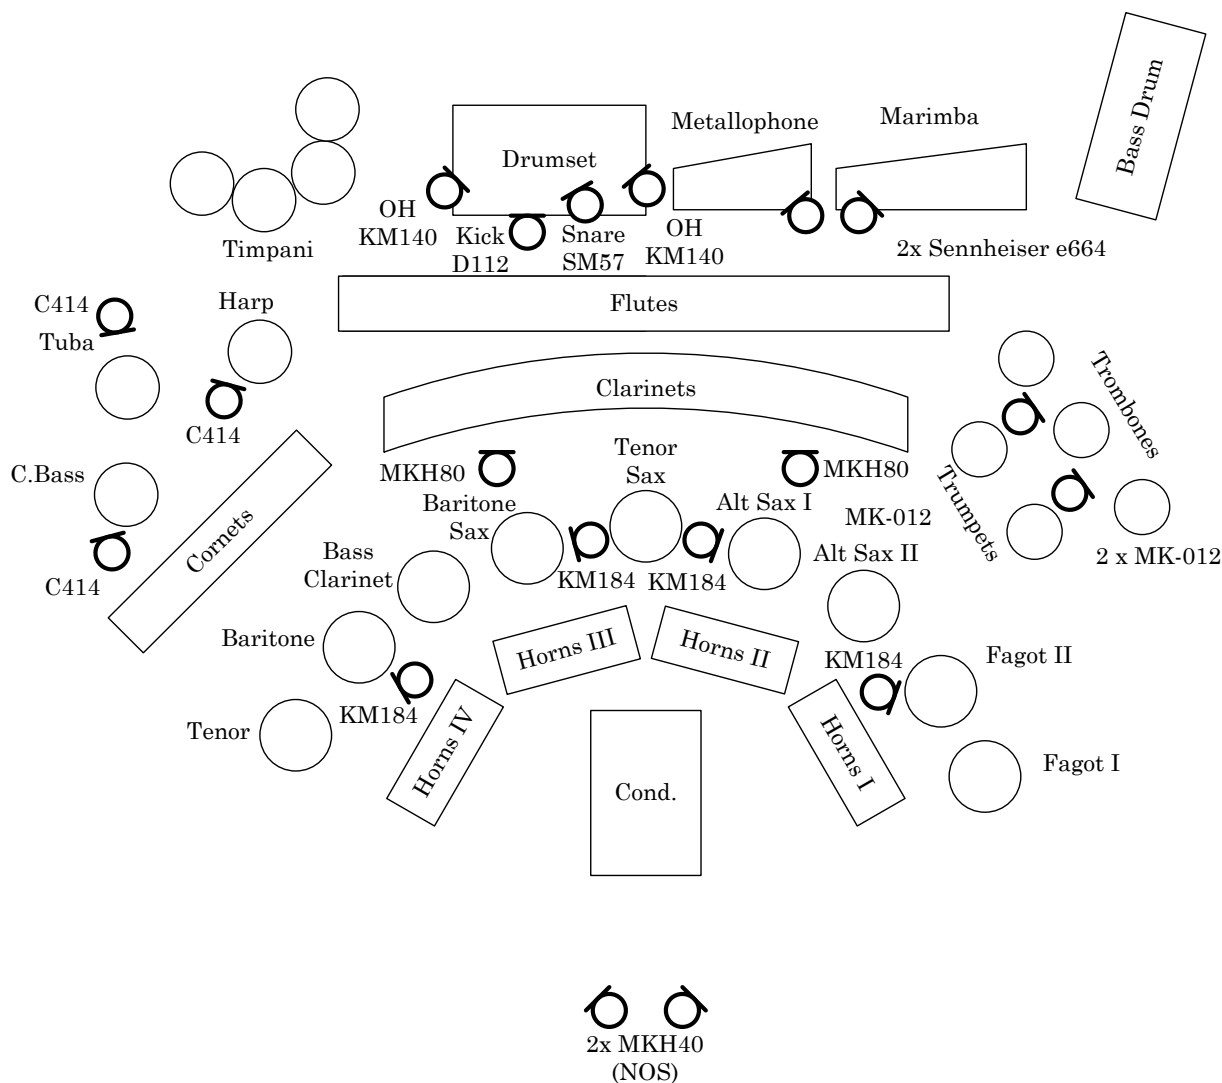 Bass Drum
Metallophone
Marimba
Drumset
Timpani
OH
KM140
Kick
D112
Snare
SM57
OH
KM140
2x Sennheiser e664
Flutes
C414
Tuba
Harp
C414
Clarinets
Trombones
Trumpets
2 x MK-012
C.Bass
C414
Cornets
MKH80
Tenor
Sax
MKH80
Baritone
Sax
Alt Sax I
MK-012
KM184
KM184
Alt Sax II
Bass
Clarinet
Baritone
KM184
Tenor
Horns III
Horns II
KM184
Fagot II
Horns IV
Horns I
Fagot I
Cond.
2x MKH40
(NOS)